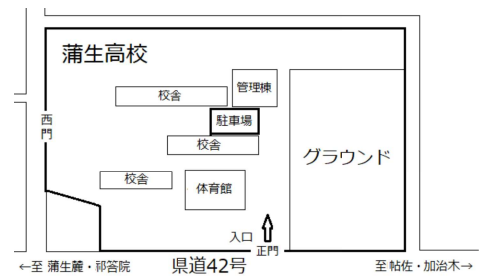 蒲生高校
管理棟
校舎
駐車場
西門
校舎
グラウンド
校舎
体育館
入口
正門
←至 蒲生麓・祁答院
県道42号
至 帖佐・加治木→